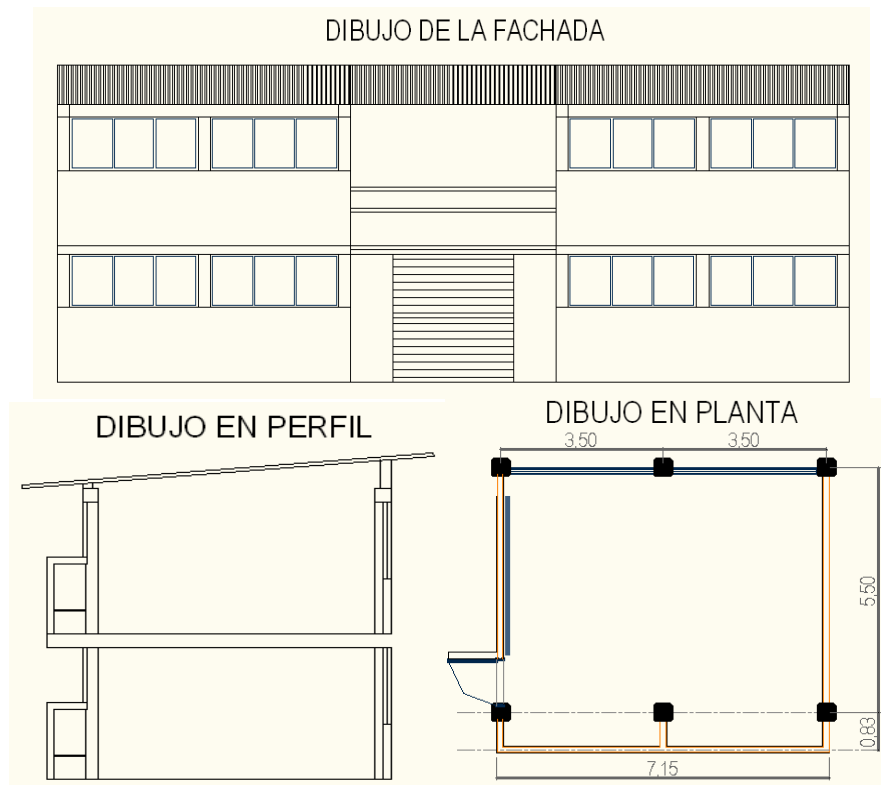 DIBUJO DE LA FACHADA
DIBUJO EN PERFIL
DIBUJO EN PLANTA
3,50 3,50
5,50
0,83
7,15